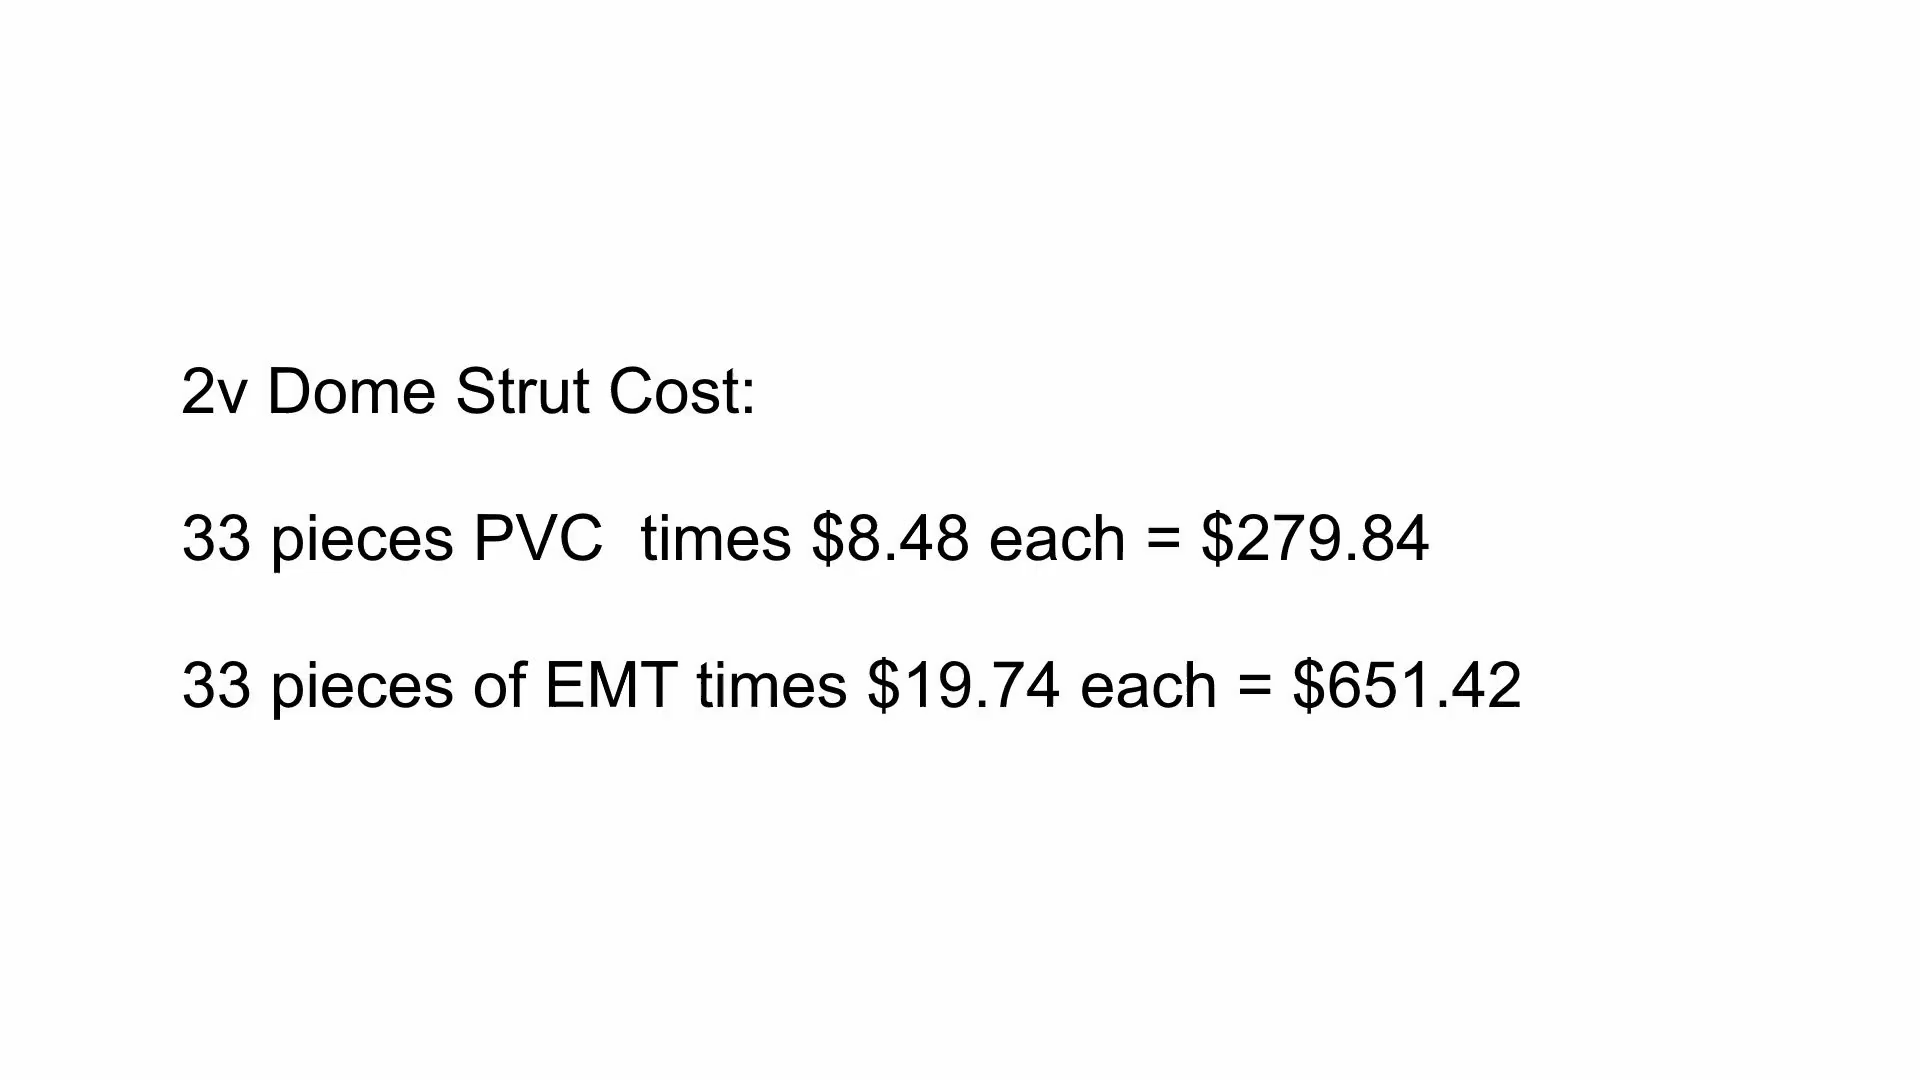 2v Dome Strut Cost:
33 pieces PVC  times $8.48 each = $279.84
33 pieces of EMT times $19.74 each = $651.42